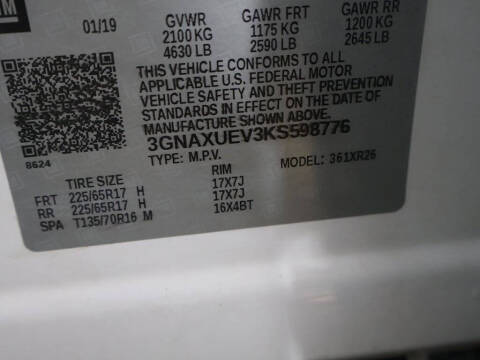 GM
01/19 GVWR GAWR FRT GAWR RR
2100 KG 1175 KG 1200 KG
4630 LB 2590 LB 2645 LB
THIS VEHICLE CONFORMS TO ALL
APPLICABLE U.S. FEDERAL MOTOR
VEHICLE SAFETY AND THEFT PREVENTION
STANDARDS IN EFFECT ON THE DATE OF
MANUFACTURE SHOWN ABOVE.
3GNAXUEV3KS598776
8624 TYPE: M.P.V. MODEL: 361XR26
TIRE SIZE RIM
FRT 225/65R17 H 17X7J
RR 225/65R17 H 17X7J
SPA T135/70R16 M 16X4BT